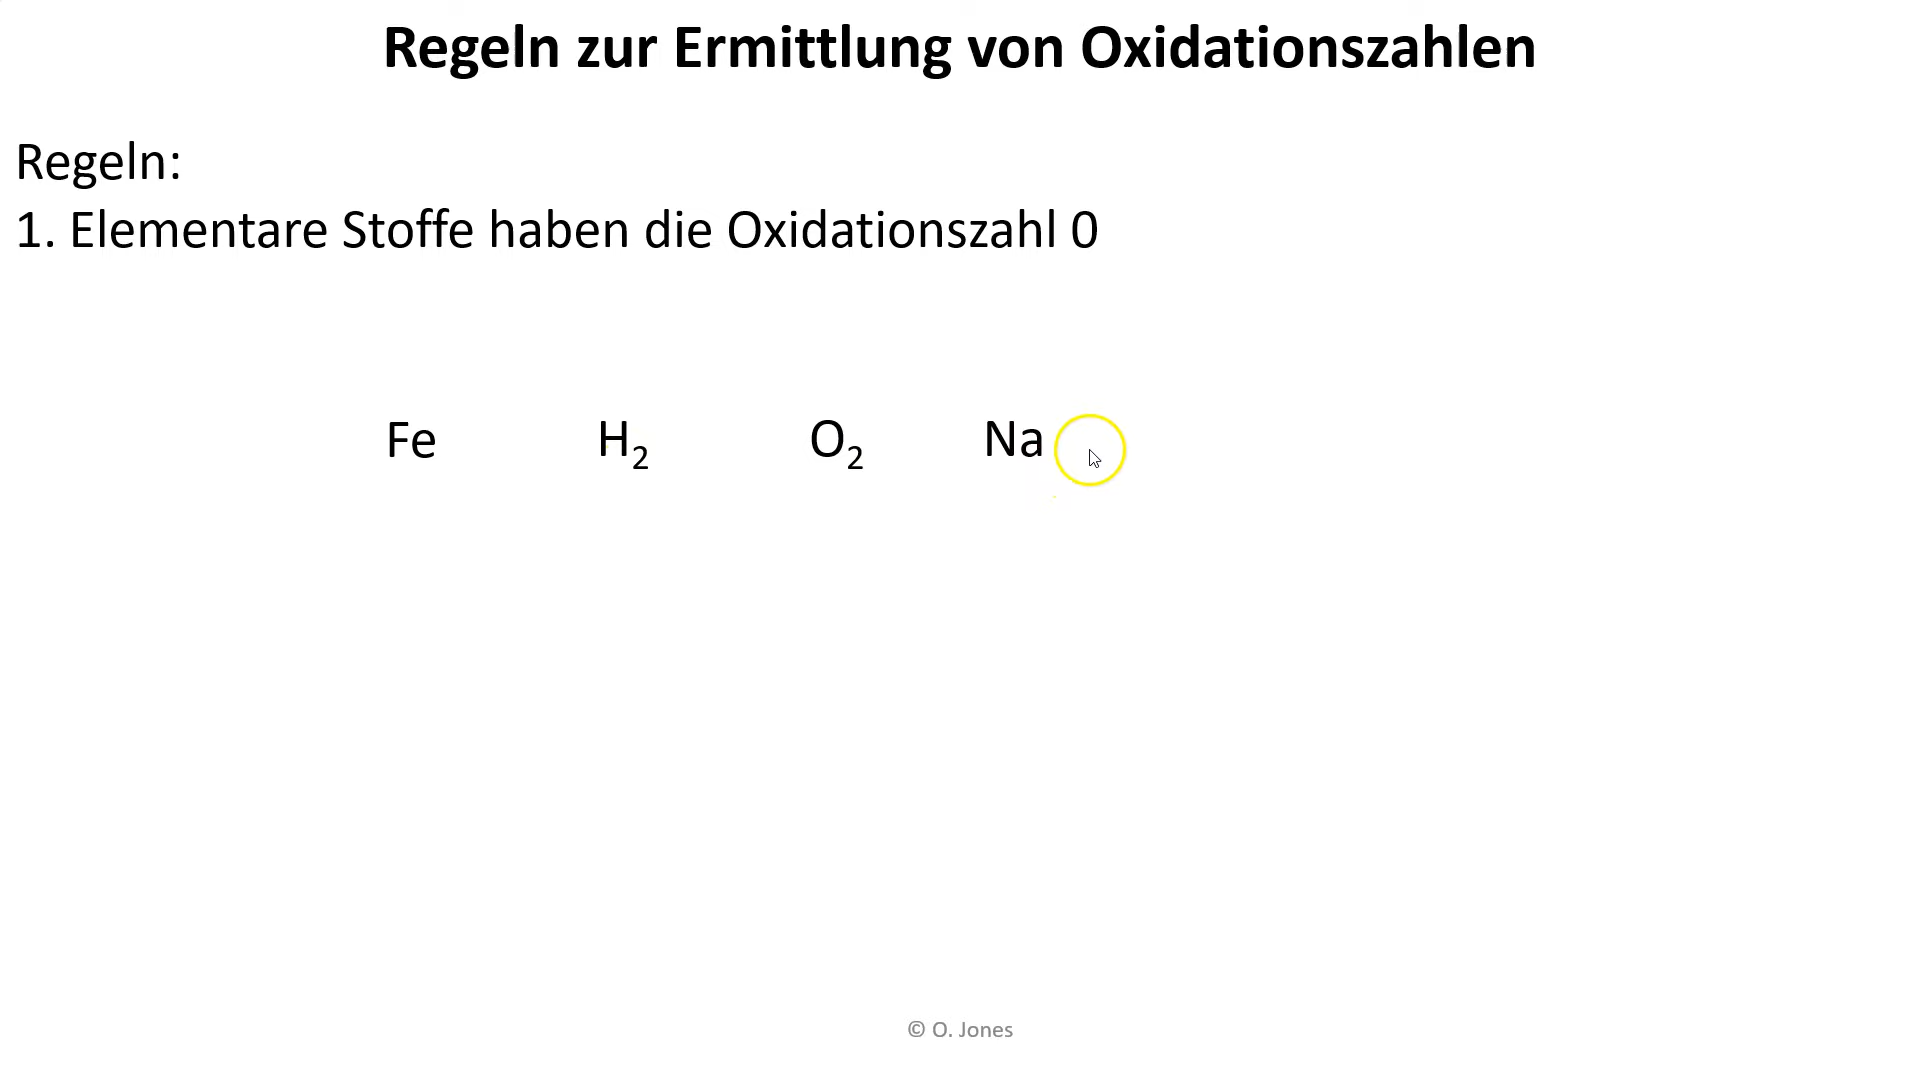 Regeln zur Ermittlung von Oxidationszahlen
Regeln:
1. Elementare Stoffe haben die Oxidationszahl 0
Fe H₂ O₂ Na
© O. Jones